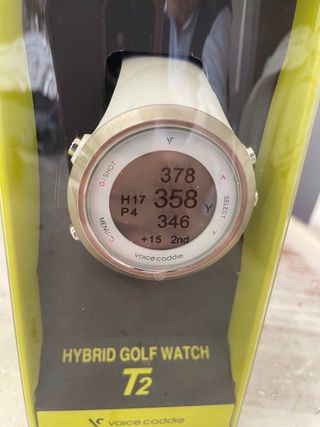 SHOT
MENU
SELECT
378
H17 358 Y
P4
346
+15 2nd
voice caddie
HYBRID GOLF WATCH
T2
voice caddie